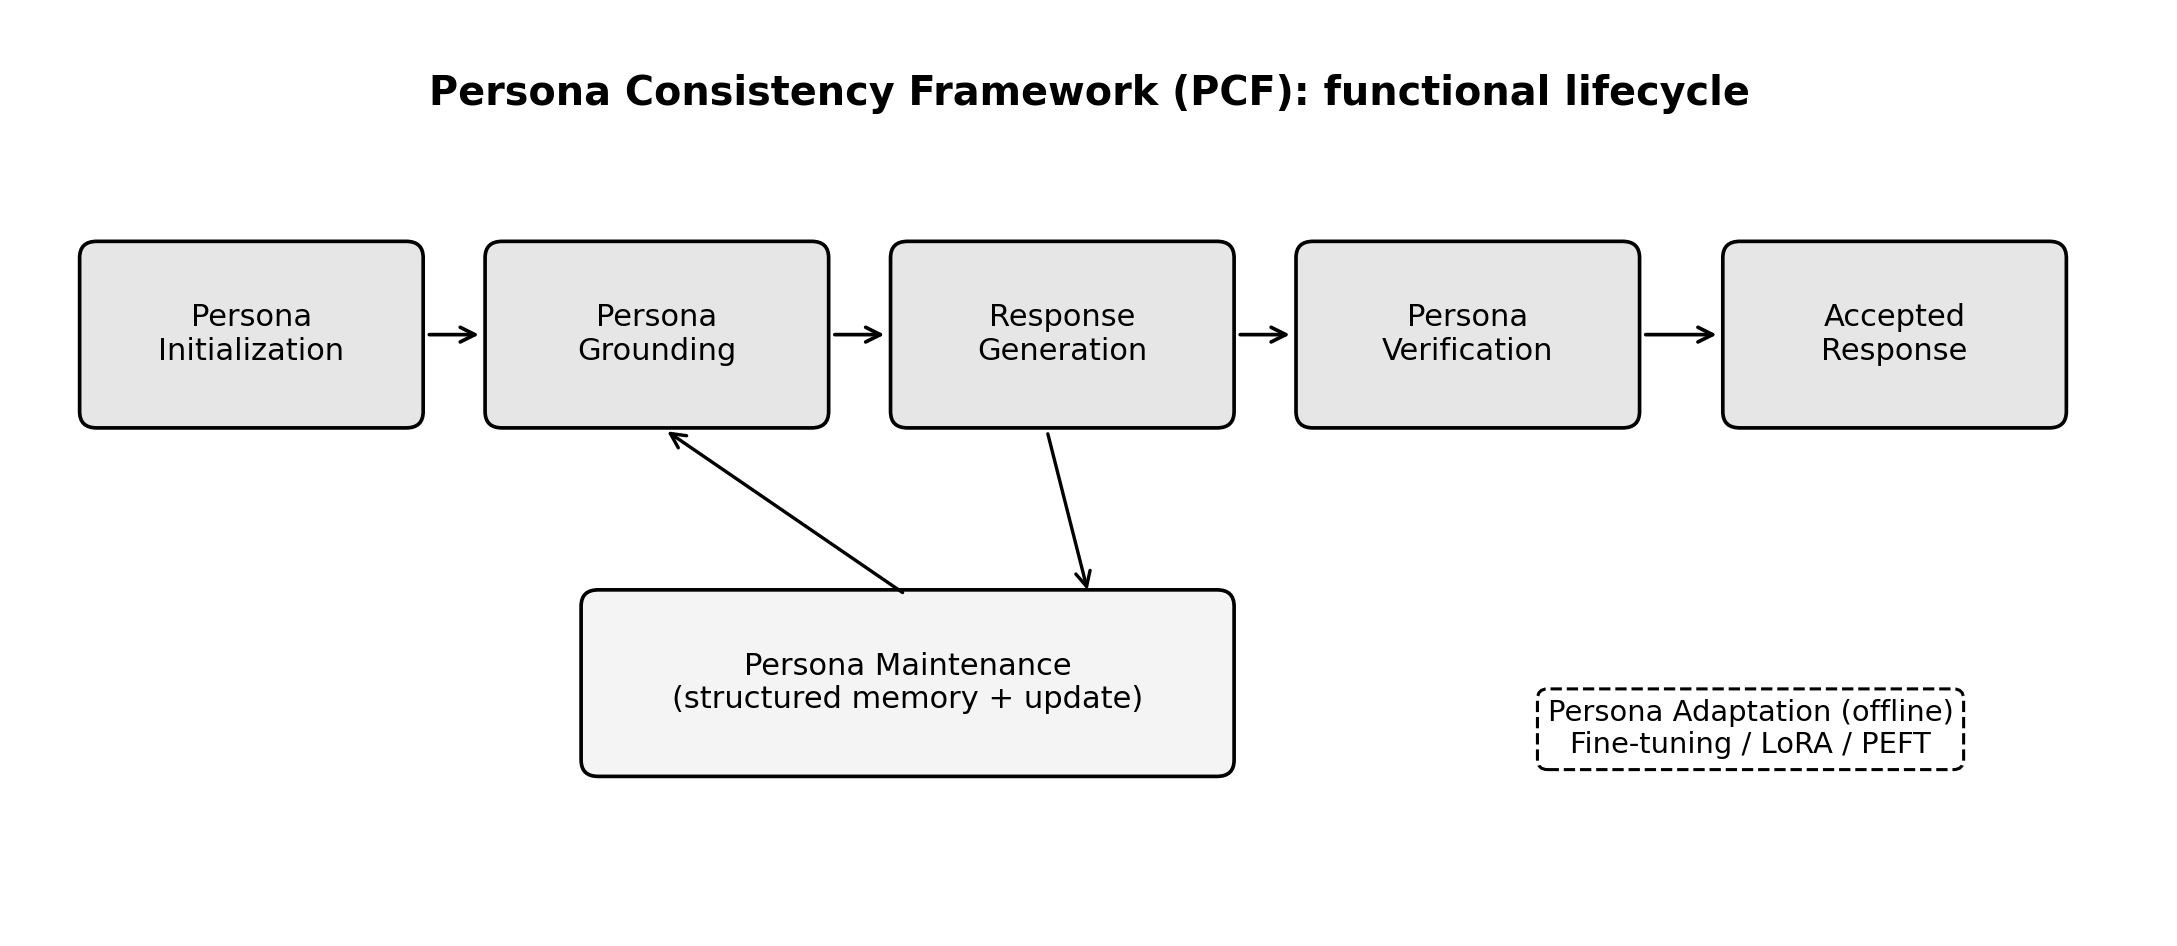 Persona Consistency Framework (PCF): functional lifecycle
Persona
Initialization
Persona
Grounding
Response
Generation
Persona
Verification
Accepted
Response
Persona Maintenance
(structured memory + update)
Persona Adaptation (offline)
Fine-tuning / LoRA / PEFT